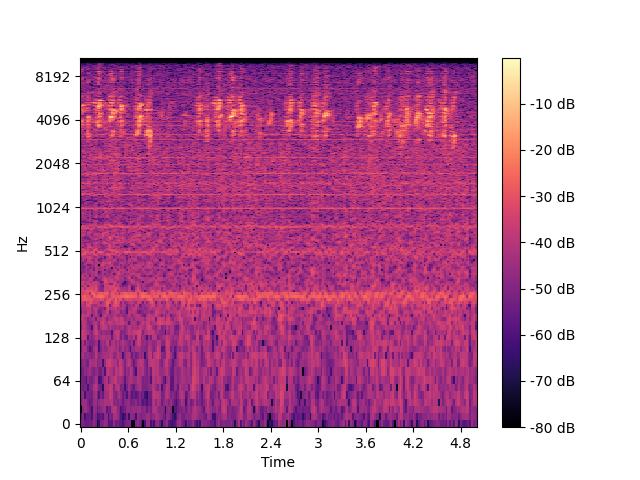 8192
4096
2048
1024
512
256
128
64
0
Hz
0 0.6 1.2 1.8 2.4 3 3.6 4.2 4.8
Time
-10 dB
-20 dB
-30 dB
-40 dB
-50 dB
-60 dB
-70 dB
-80 dB